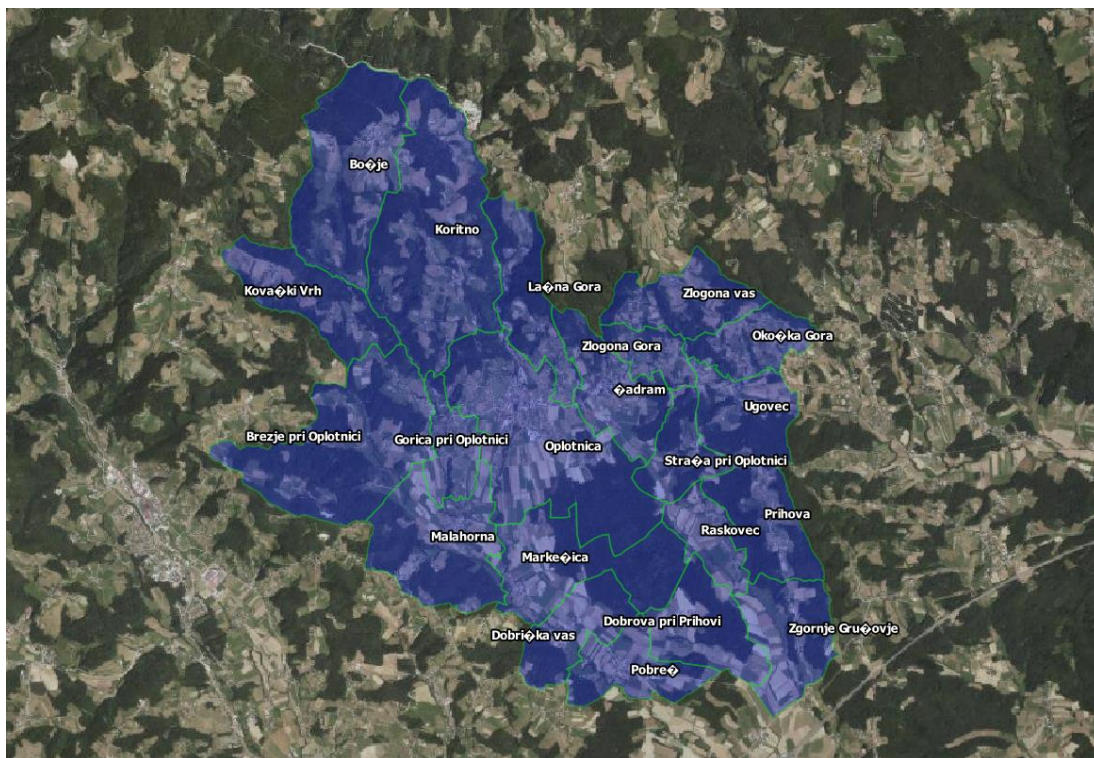 Bo�je
Koritno
Kova�ki Vrh
La�na Gora
Zlogona vas
Oko�ka Gora
Zlogona Gora
�adram
Ugovec
Brezje pri Oplotnici
Gorica pri Oplotnici
Oplotnica
Stra�a pri Oplotnici
Prihova
Raskovec
Malahorna
Marke�ica
Dobrova pri Prihovi
Zgornje Gru�ovje
Dobri�ka vas
Pobre�